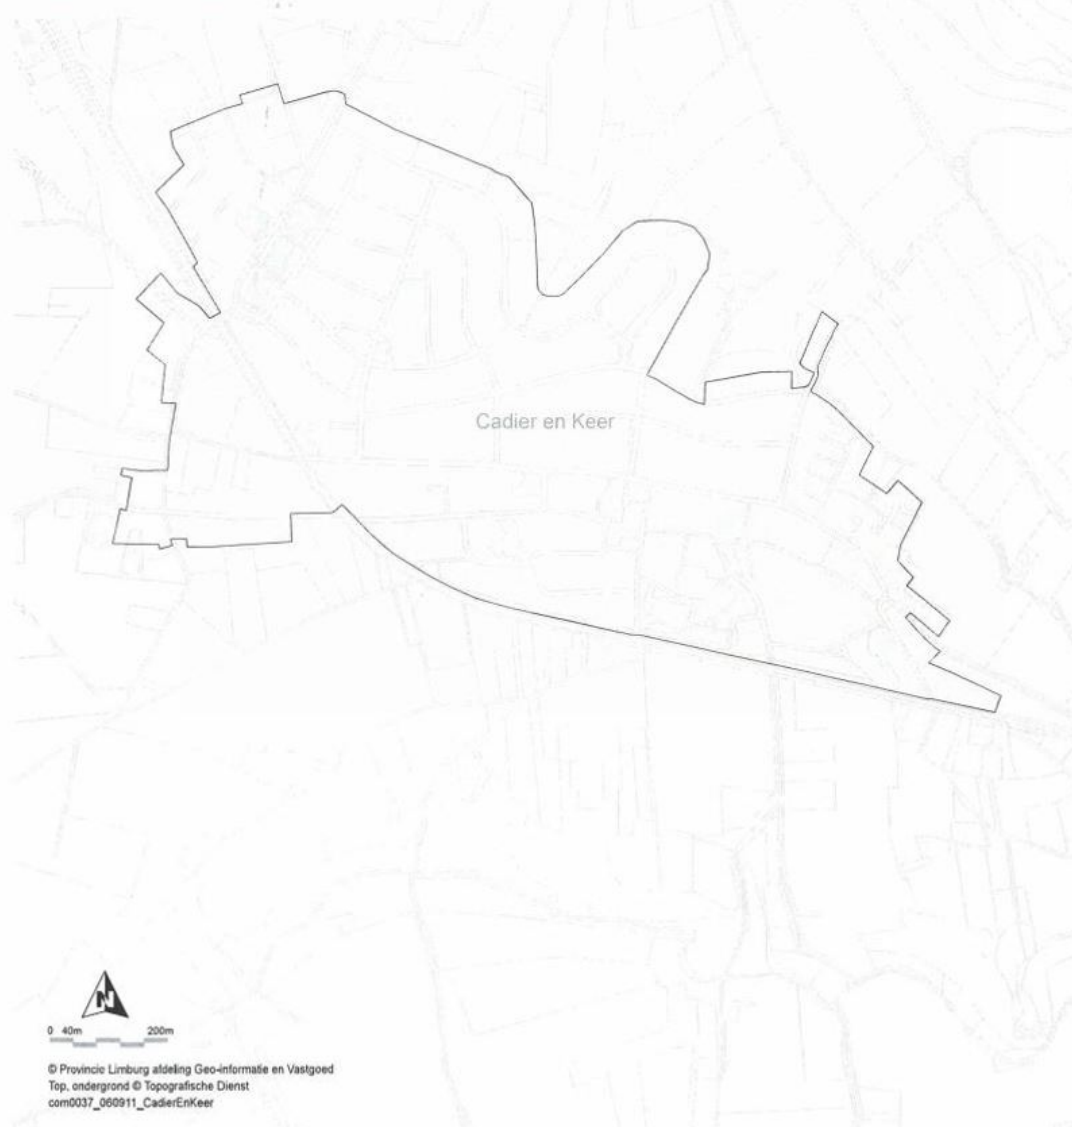 Cadier en Keer
N
0 40m 200m
© Provincie Limburg afdeling Geo-informatie en Vastgoed
Top. ondergrond © Topografische Dienst
com0037_060911_CadierEnKeer